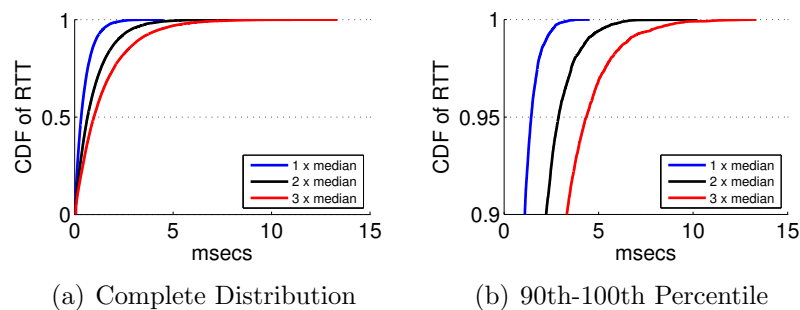 CDF of RTT
1
0.5
0
0
5
10
15
msecs
1 x median
2 x median
3 x median
(a) Complete Distribution
CDF of RTT
1
0.95
0.9
0
5
10
15
msecs
1 x median
2 x median
3 x median
(b) 90th-100th Percentile